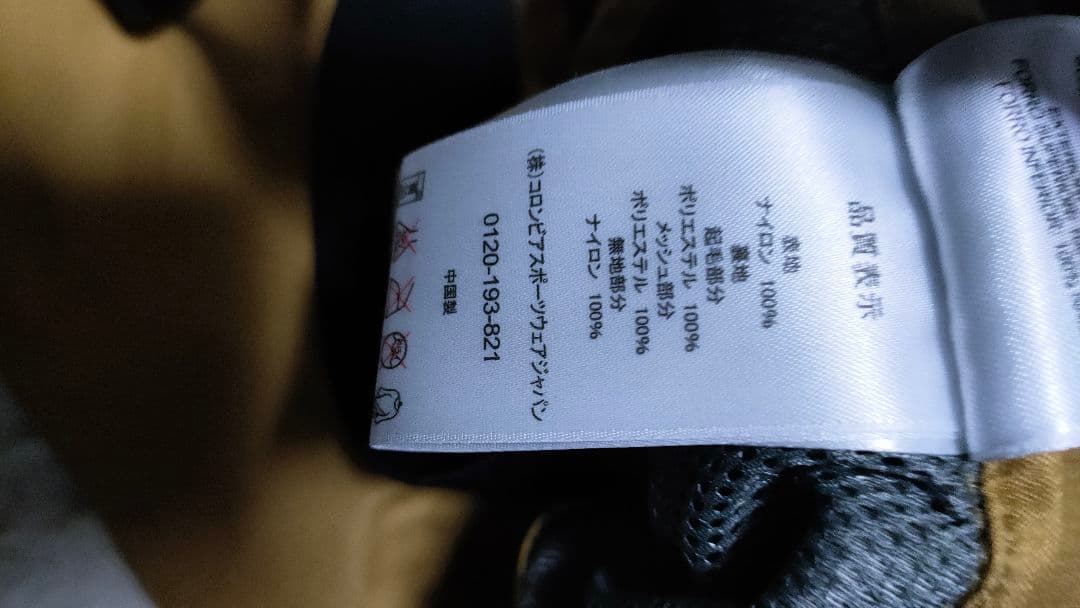 品質表示
表地
ナイロン 100%
裏地
起毛部分
ポリエステル 100%
メッシュ部分
ポリエステル 100%
無地部分
ナイロン 100%
(株)コロンビアスポーツウェアジャパン
0120-193-821
中国製
FORRO INFERIOR: 100%